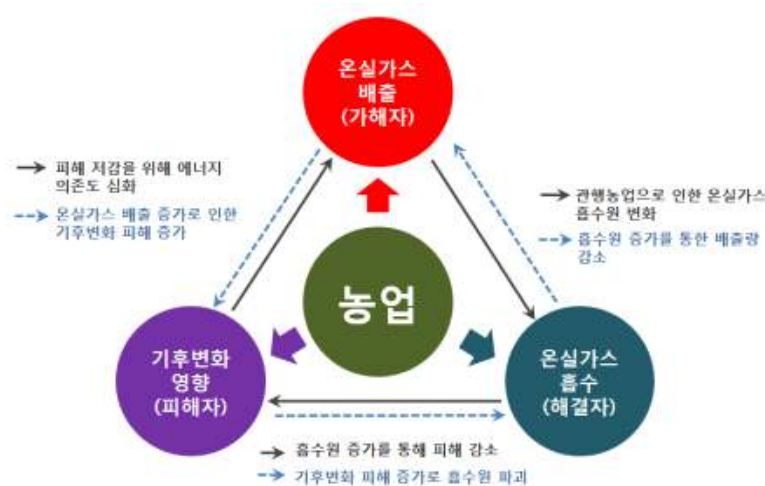 온실가스
배출
(가해자)
피해 저감을 위해 에너지
의존도 심화
온실가스 배출 증가로 인한
기후변화 피해 증가
관행농업으로 인한 온실가스
흡수원 변화
흡수원 증가를 통한 배출량
감소
농업
기후변화
영향
(피해자)
온실가스
흡수
(해결자)
흡수원 증가를 통해 피해 감소
기후변화 피해 증가로 흡수원 파괴